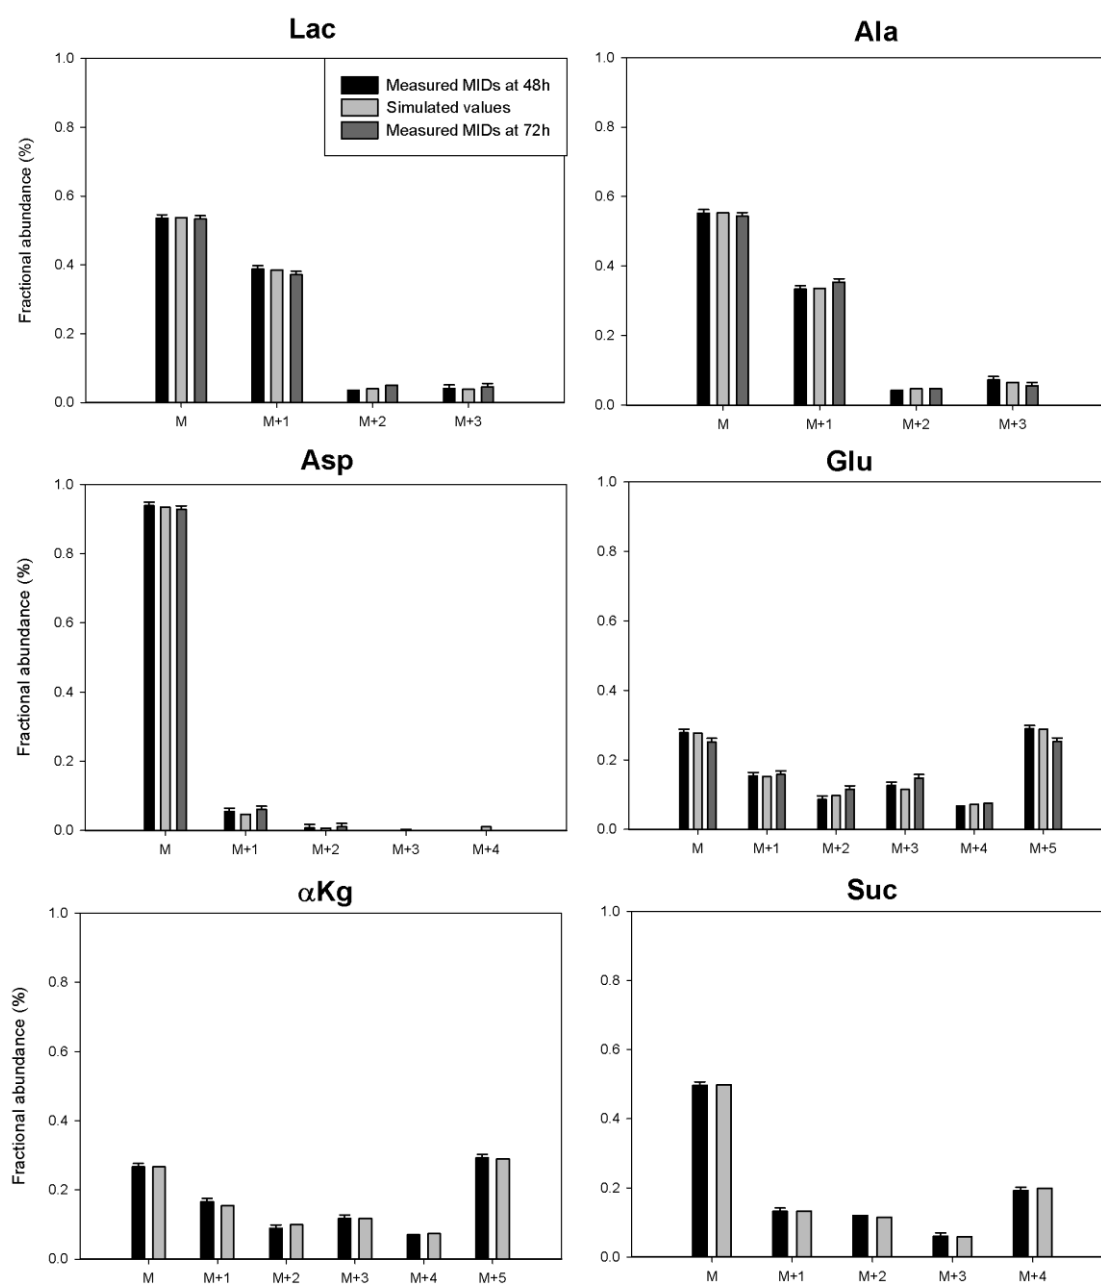 Lac
Fractional abundance (%)
1.0
0.8
0.6
0.4
0.2
0.0
Measured MIDs at 48h
Simulated values
Measured MIDs at 72h
M M+1 M+2 M+3
Ala
1.0
0.8
0.6
0.4
0.2
0.0
M M+1 M+2 M+3
Asp
Fractional abundance (%)
1.0
0.8
0.6
0.4
0.2
0.0
M M+1 M+2 M+3 M+4
Glu
1.0
0.8
0.6
0.4
0.2
0.0
M M+1 M+2 M+3 M+4 M+5
αKg
Fractional abundance (%)
1.0
0.8
0.6
0.4
0.2
0.0
M M+1 M+2 M+3 M+4 M+5
Suc
1.0
0.8
0.6
0.4
0.2
0.0
M M+1 M+2 M+3 M+4